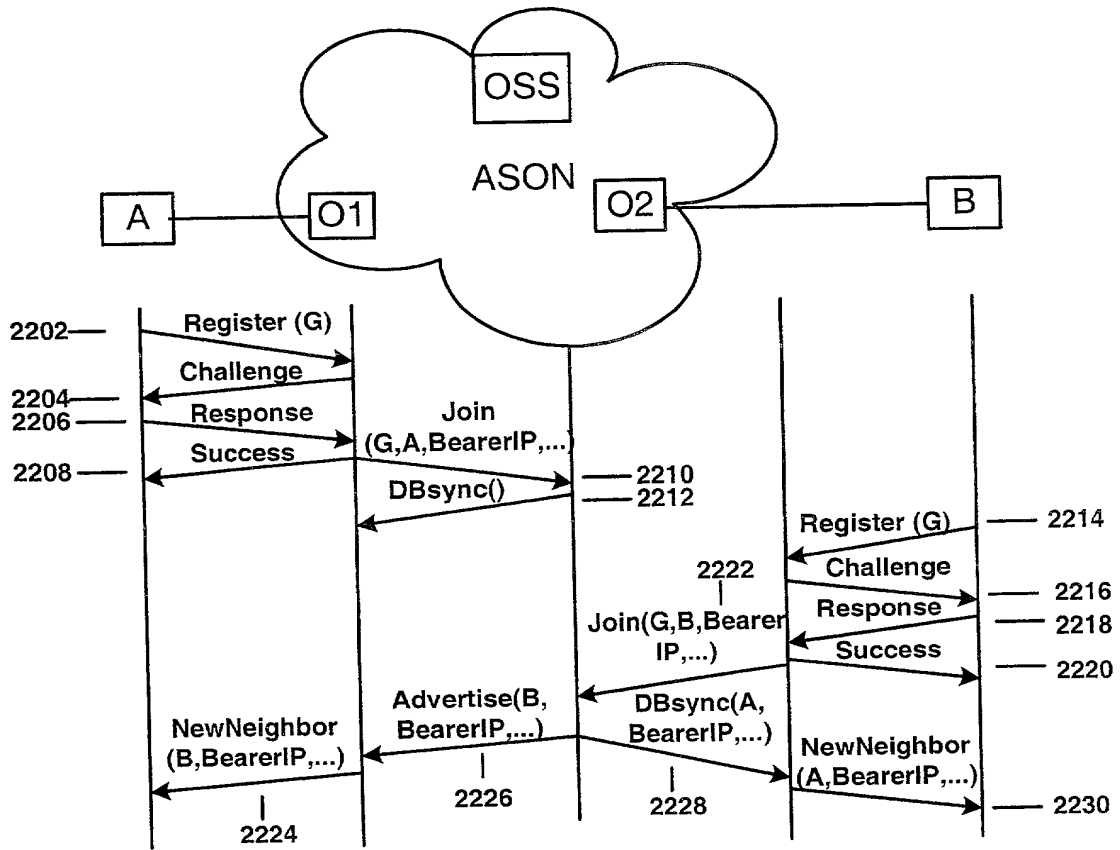 OSS
ASON
A
O1
O2
B
2202
Register (G)
Challenge
2204
2206
Response
Join
(G,A,BearerIP,...)
Success
2208
2210
DBsync()
2212
Register (G)
2214
2222
Challenge
2216
Join(G,B,Bearer
IP,...)
Response
2218
Success
2220
Advertise(B,
BearerIP,...)
DBsync(A,
BearerIP,...)
NewNeighbor
(B,BearerIP,...)
NewNeighbor
(A,BearerIP,...)
2226
2228
2230
2224